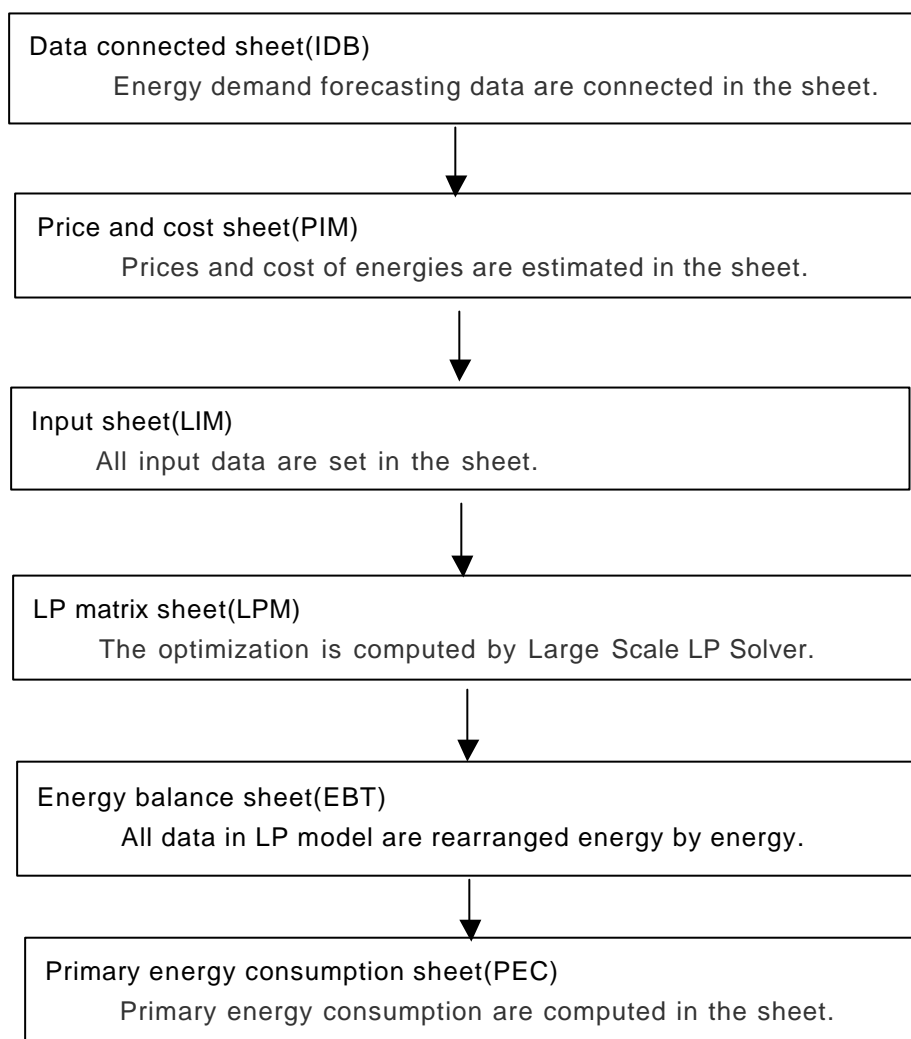 Data connected sheet(IDB)
Energy demand forecasting data are connected in the sheet.
Price and cost sheet(PIM)
Prices and cost of energies are estimated in the sheet.
Input sheet(LIM)
All input data are set in the sheet.
LP matrix sheet(LPM)
The optimization is computed by Large Scale LP Solver.
Energy balance sheet(EBT)
All data in LP model are rearranged energy by energy.
Primary energy consumption sheet(PEC)
Primary energy consumption are computed in the sheet.